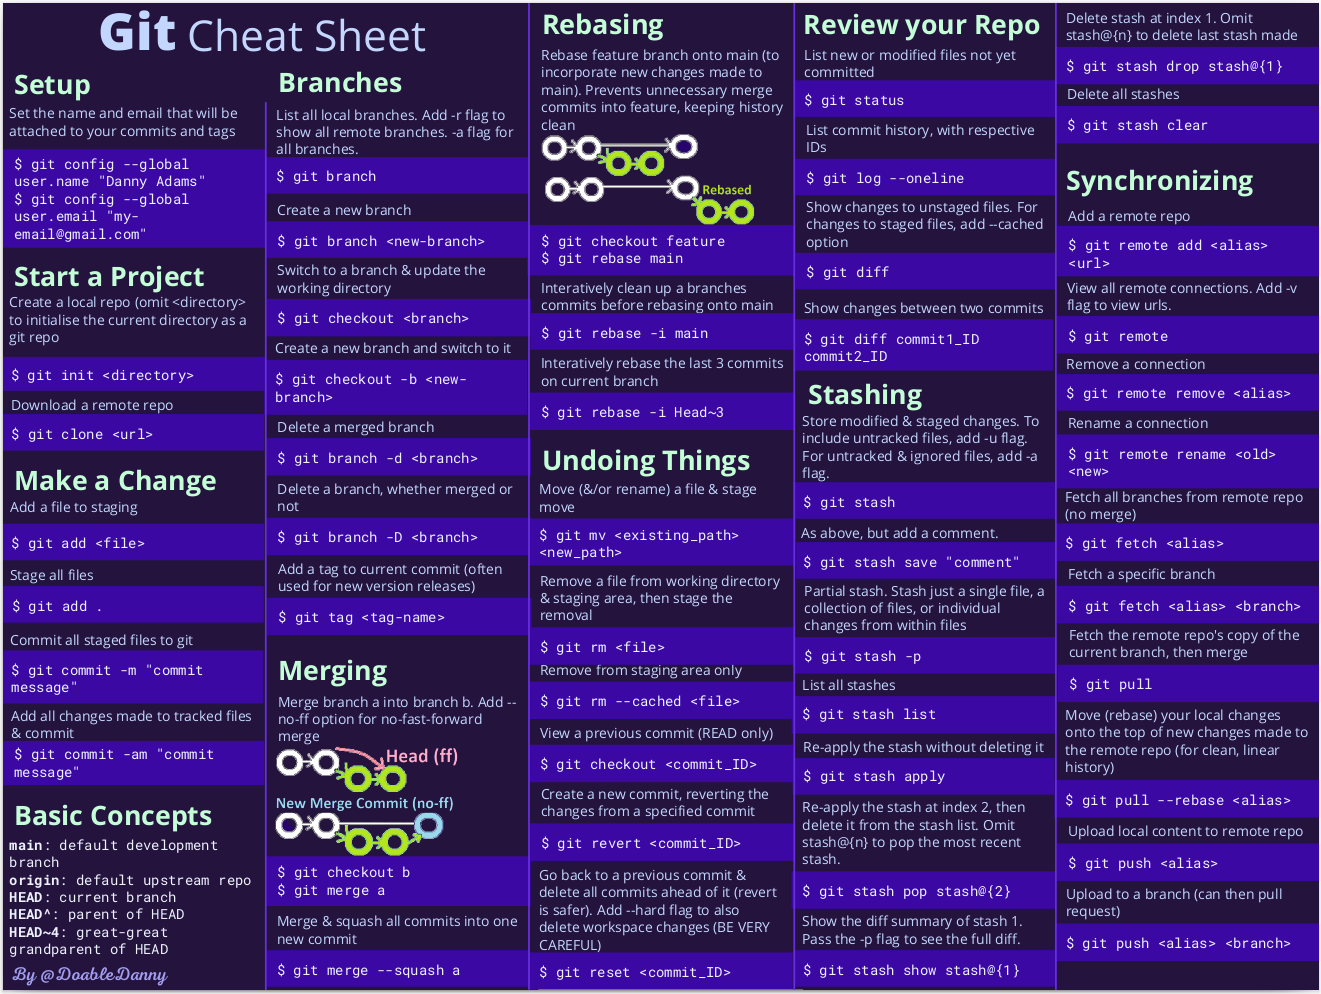 Git Cheat Sheet
Setup
Set the name and email that will be
attached to your commits and tags
$ git config --global
user.name "Danny Adams"
$ git config --global
user.email "my-
email@gmail.com"
Start a Project
Create a local repo (omit <directory>
to initialise the current directory as a
git repo
$ git init <directory>
Download a remote repo
$ git clone <url>
Make a Change
Add a file to staging
$ git add <file>
Stage all files
$ git add .
Commit all staged files to git
$ git commit -m "commit
message"
Add all changes made to tracked files
& commit
$ git commit -am "commit
message"
Basic Concepts
main: default development
branch
origin: default upstream repo
HEAD: current branch
HEAD^: parent of HEAD
HEAD~4: great-great
grandparent of HEAD
By @DoableDanny
Branches
List all local branches. Add -r flag to
show all remote branches. -a flag for
all branches.
$ git branch
Create a new branch
$ git branch <new-branch>
Switch to a branch & update the
working directory
$ git checkout <branch>
Create a new branch and switch to it
$ git checkout -b <new-
branch>
Delete a merged branch
$ git branch -d <branch>
Delete a branch, whether merged or
not
$ git branch -D <branch>
Add a tag to current commit (often
used for new version releases)
$ git tag <tag-name>
Merging
Merge branch a into branch b. Add --
no-ff option for no-fast-forward
merge
Head (ff)
New Merge Commit (no-ff)
$ git checkout b
$ git merge a
Merge & squash all commits into one
new commit
$ git merge --squash a
Rebasing
Rebase feature branch onto main (to
incorporate new changes made to
main). Prevents unnecessary merge
commits into feature, keeping history
clean
Rebased
$ git checkout feature
$ git rebase main
Interatively clean up a branches
commits before rebasing onto main
$ git rebase -i main
Interatively rebase the last 3 commits
on current branch
$ git rebase -i Head~3
Undoing Things
Move (&/or rename) a file & stage
move
$ git mv <existing_path>
<new_path>
Remove a file from working directory
& staging area, then stage the
removal
$ git rm <file>
Remove from staging area only
$ git rm --cached <file>
View a previous commit (READ only)
$ git checkout <commit_ID>
Create a new commit, reverting the
changes from a specified commit
$ git revert <commit_ID>
Go back to a previous commit &
delete all commits ahead of it (revert
is safer). Add --hard flag to also
delete workspace changes (BE VERY
CAREFUL)
$ git reset <commit_ID>
Review your Repo
List new or modified files not yet
committed
$ git status
List commit history, with respective
IDs
$ git log --oneline
Show changes to unstaged files. For
changes to staged files, add --cached
option
$ git diff
Show changes between two commits
$ git diff commit1_ID
commit2_ID
Stashing
Store modified & staged changes. To
include untracked files, add -u flag.
For untracked & ignored files, add -a
flag.
$ git stash
As above, but add a comment.
$ git stash save "comment"
Partial stash. Stash just a single file, a
collection of files, or individual
changes from within files
$ git stash -p
List all stashes
$ git stash list
Re-apply the stash without deleting it
$ git stash apply
Re-apply the stash at index 2, then
delete it from the stash list. Omit
stash@{n} to pop the most recent
stash.
$ git stash pop stash@{2}
Show the diff summary of stash 1.
Pass the -p flag to see the full diff.
$ git stash show stash@{1}
Delete stash at index 1. Omit
stash@{n} to delete last stash made
$ git stash drop stash@{1}
Delete all stashes
$ git stash clear
Synchronizing
Add a remote repo
$ git remote add <alias>
<url>
View all remote connections. Add -v
flag to view urls.
$ git remote
Remove a connection
$ git remote remove <alias>
Rename a connection
$ git remote rename <old>
<new>
Fetch all branches from remote repo
(no merge)
$ git fetch <alias>
Fetch a specific branch
$ git fetch <alias> <branch>
Fetch the remote repo's copy of the
current branch, then merge
$ git pull
Move (rebase) your local changes
onto the top of new changes made to
the remote repo (for clean, linear
history)
$ git pull --rebase <alias>
Upload local content to remote repo
$ git push <alias>
Upload to a branch (can then pull
request)
$ git push <alias> <branch>